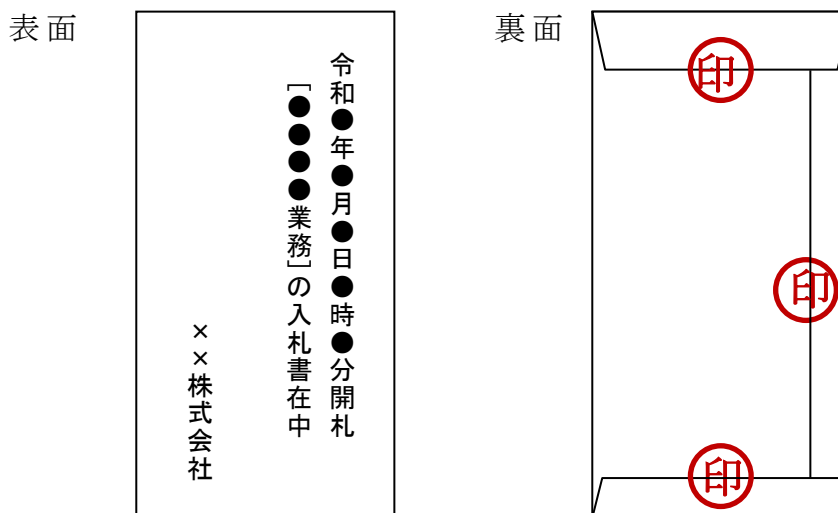 表面
令和●年●月●日●時●分開札
［●●●●業務］の入札書在中
××株式会社
裏面
印
印
印